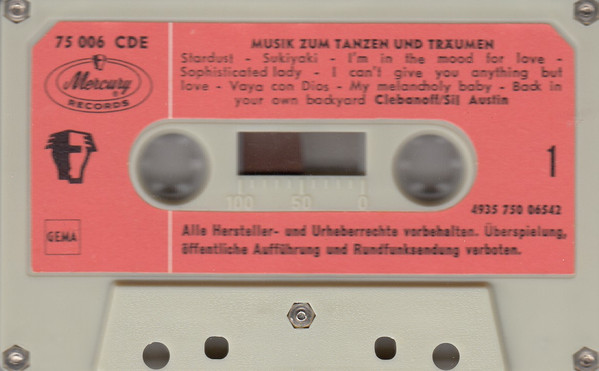 75 006 CDE
MUSIK ZUM TANZEN UND TRÄUMEN
Stardust - Sukiyaki - I'm in the mood for love -
Sophisticated lady - I can't give you anything but
love - Vaya con Dios - My melancholy baby - Back in
your own backyard Clebanoff/Sil Austin
Mercury
RECORDS
1
100 50 0
4935 750 06542
GEMA
Alle Hersteller- und Urheberrechte vorbehalten. Überspielung,
öffentliche Aufführung und Rundfunksendung verboten.